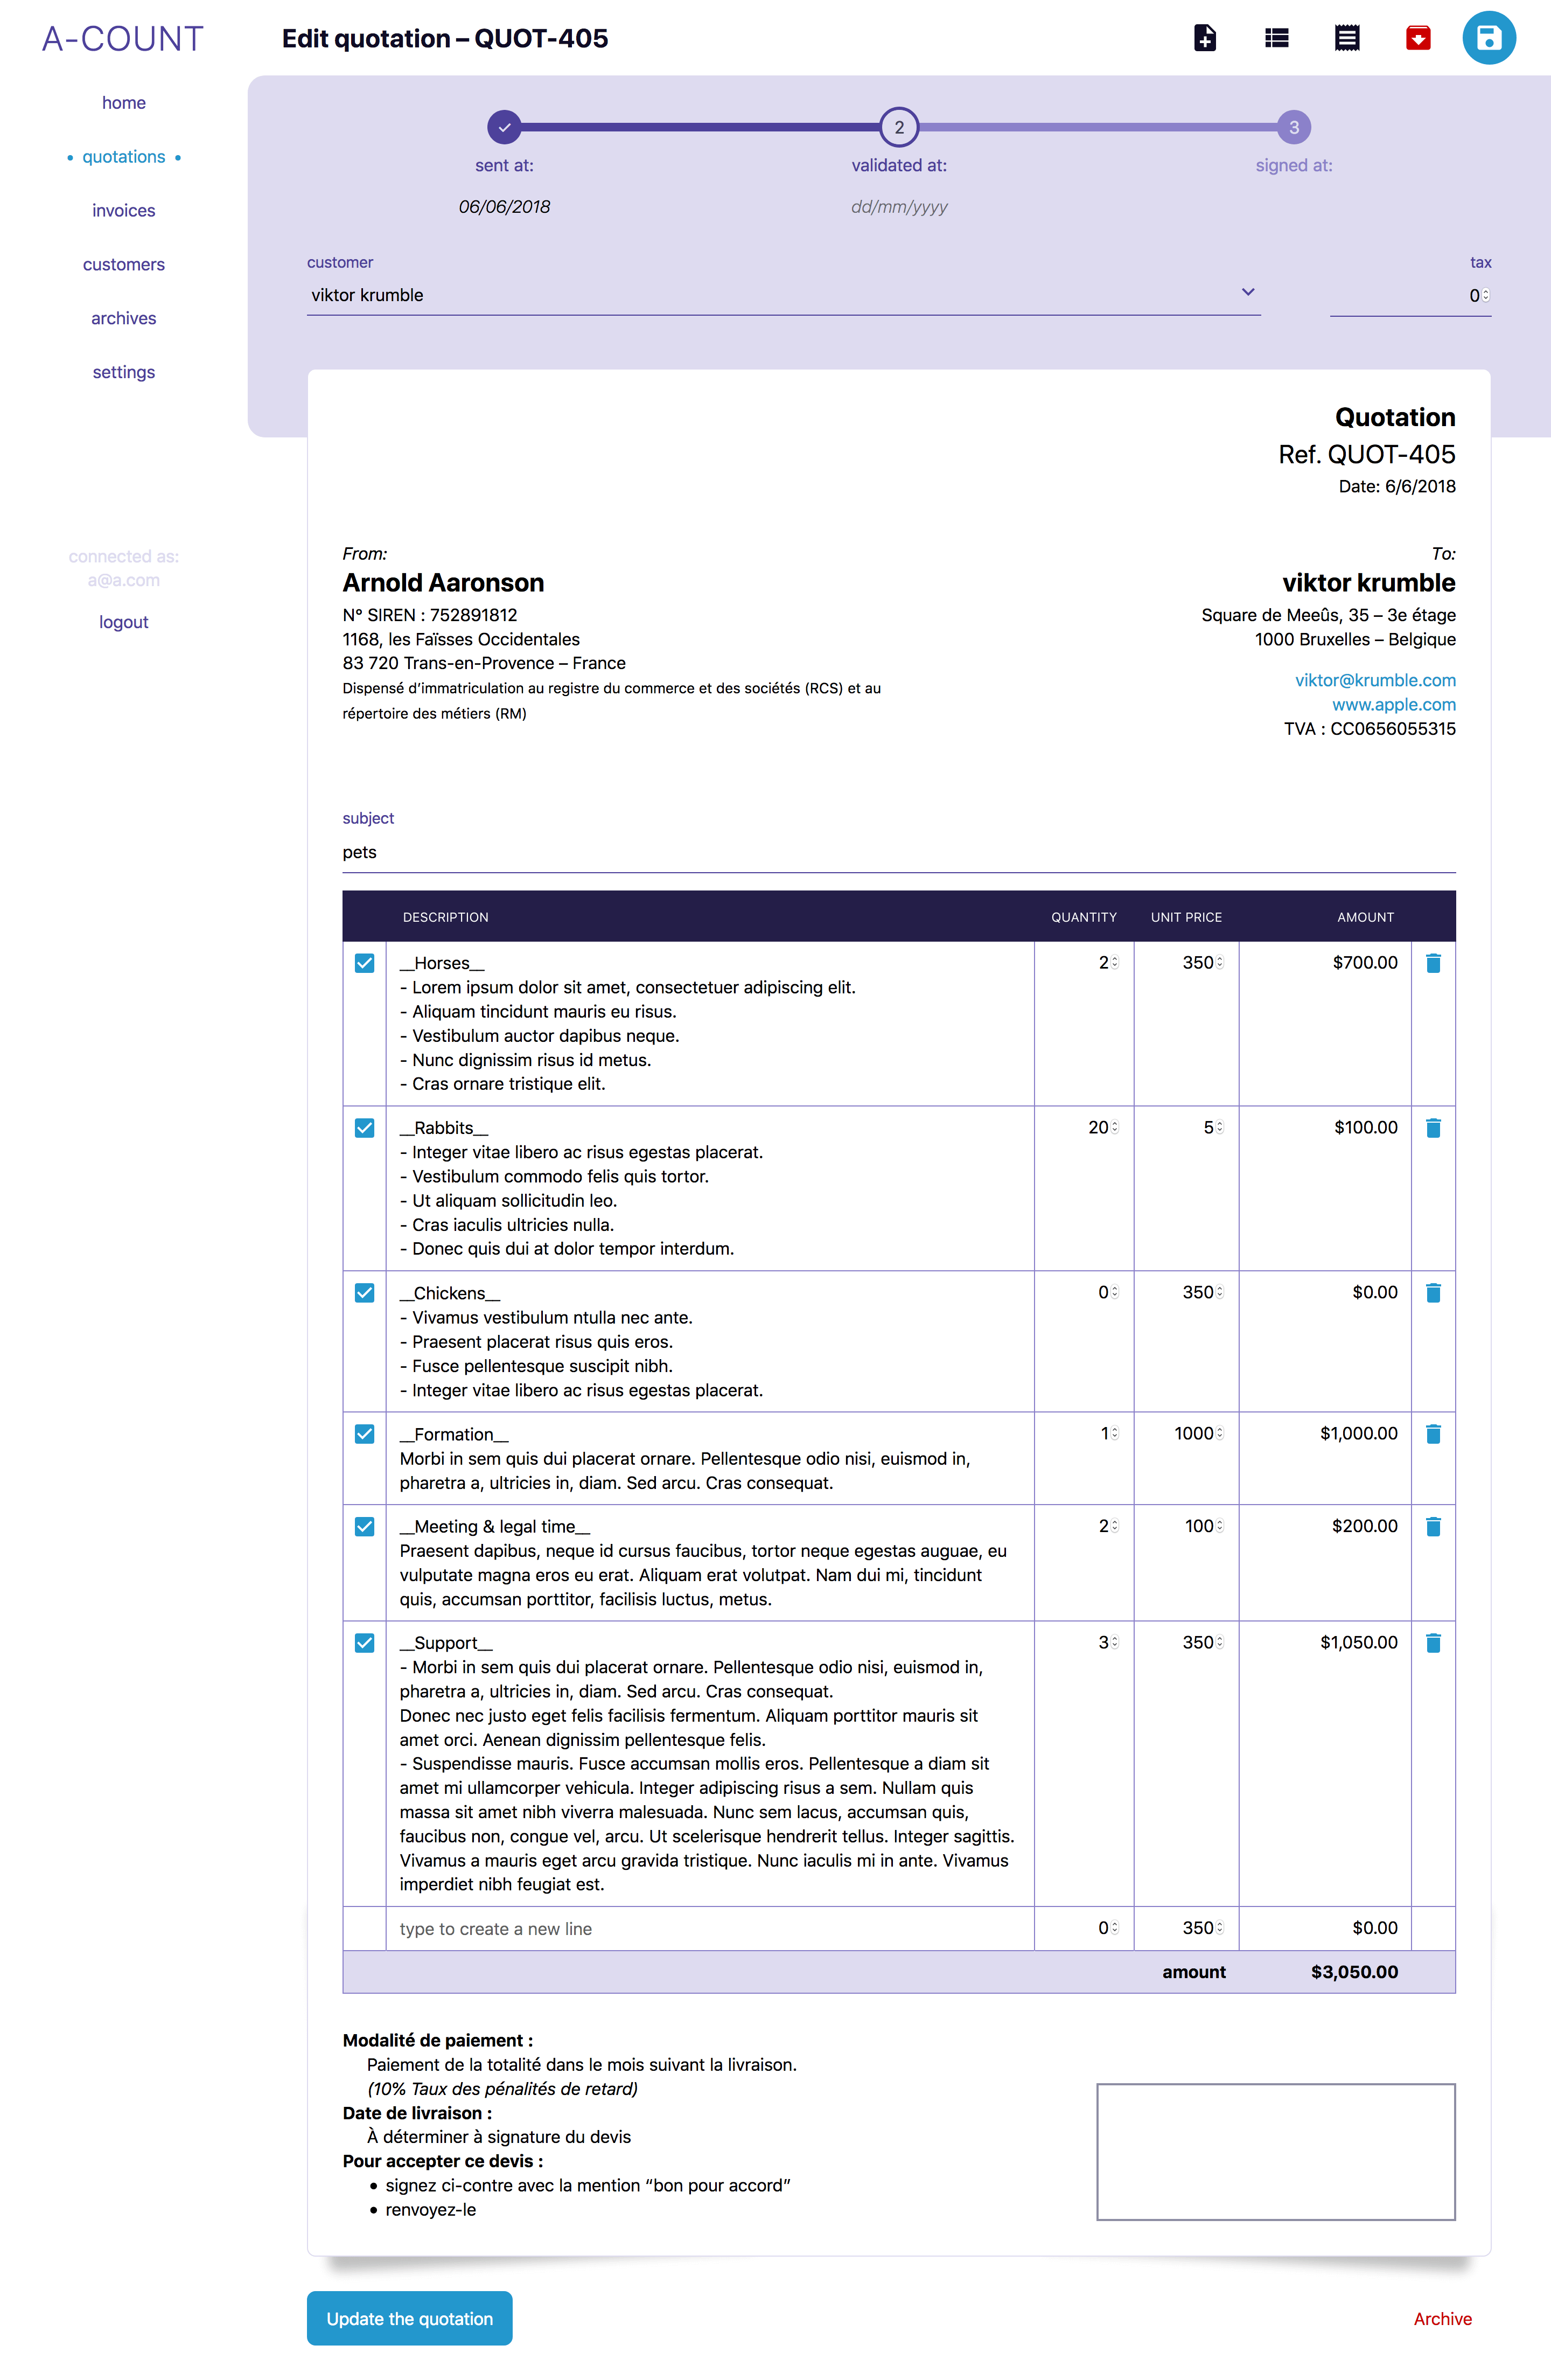 A-COUNT
Edit quotation – QUOT-405
home
• quotations •
invoices
customers
archives
settings
connected as:
a@a.com
logout
2
3
sent at:
validated at:
signed at:
06/06/2018
dd/mm/yyyy
customer
tax
viktor krumble
0
Quotation
Ref. QUOT-405
Date: 6/6/2018
From:
Arnold Aaronson
N° SIREN : 752891812
1168, les Faïsses Occidentales
83 720 Trans-en-Provence – France
Dispensé d’immatriculation au registre du commerce et des sociétés (RCS) et au
répertoire des métiers (RM)
To:
viktor krumble
Square de Meeûs, 35 – 3e étage
1000 Bruxelles – Belgique
viktor@krumble.com
www.apple.com
TVA : CC0656055315
subject
pets
DESCRIPTION QUANTITY UNIT PRICE AMOUNT
__Horses__ 2 350 $700.00
- Lorem ipsum dolor sit amet, consectetuer adipiscing elit.
- Aliquam tincidunt mauris eu risus.
- Vestibulum auctor dapibus neque.
- Nunc dignissim risus id metus.
- Cras ornare tristique elit.
__Rabbits__ 20 5 $100.00
- Integer vitae libero ac risus egestas placerat.
- Vestibulum commodo felis quis tortor.
- Ut aliquam sollicitudin leo.
- Cras iaculis ultricies nulla.
- Donec quis dui at dolor tempor interdum.
__Chickens__ 0 350 $0.00
- Vivamus vestibulum ntulla nec ante.
- Praesent placerat risus quis eros.
- Fusce pellentesque suscipit nibh.
- Integer vitae libero ac risus egestas placerat.
__Formation__ 1 1000 $1,000.00
Morbi in sem quis dui placerat ornare. Pellentesque odio nisi, euismod in,
pharetra a, ultricies in, diam. Sed arcu. Cras consequat.
__Meeting & legal time__ 2 100 $200.00
Praesent dapibus, neque id cursus faucibus, tortor neque egestas auguae, eu
vulputate magna eros eu erat. Aliquam erat volutpat. Nam dui mi, tincidunt
quis, accumsan porttitor, facilisis luctus, metus.
__Support__ 3 350 $1,050.00
- Morbi in sem quis dui placerat ornare. Pellentesque odio nisi, euismod in,
pharetra a, ultricies in, diam. Sed arcu. Cras consequat.
Donec nec justo eget felis facilisis fermentum. Aliquam porttitor mauris sit
amet orci. Aenean dignissim pellentesque felis.
- Suspendisse mauris. Fusce accumsan mollis eros. Pellentesque a diam sit
amet mi ullamcorper vehicula. Integer adipiscing risus a sem. Nullam quis
massa sit amet nibh viverra malesuada. Nunc sem lacus, accumsan quis,
faucibus non, congue vel, arcu. Ut scelerisque hendrerit tellus. Integer sagittis.
Vivamus a mauris eget arcu gravida tristique. Nunc iaculis mi in ante. Vivamus
imperdiet nibh feugiat est.
type to create a new line 0 350 $0.00
amount $3,050.00
Modalité de paiement :
Paiement de la totalité dans le mois suivant la livraison.
(10% Taux des pénalités de retard)
Date de livraison :
À déterminer à signature du devis
Pour accepter ce devis :
• signez ci-contre avec la mention “bon pour accord”
• renvoyez-le
Update the quotation
Archive